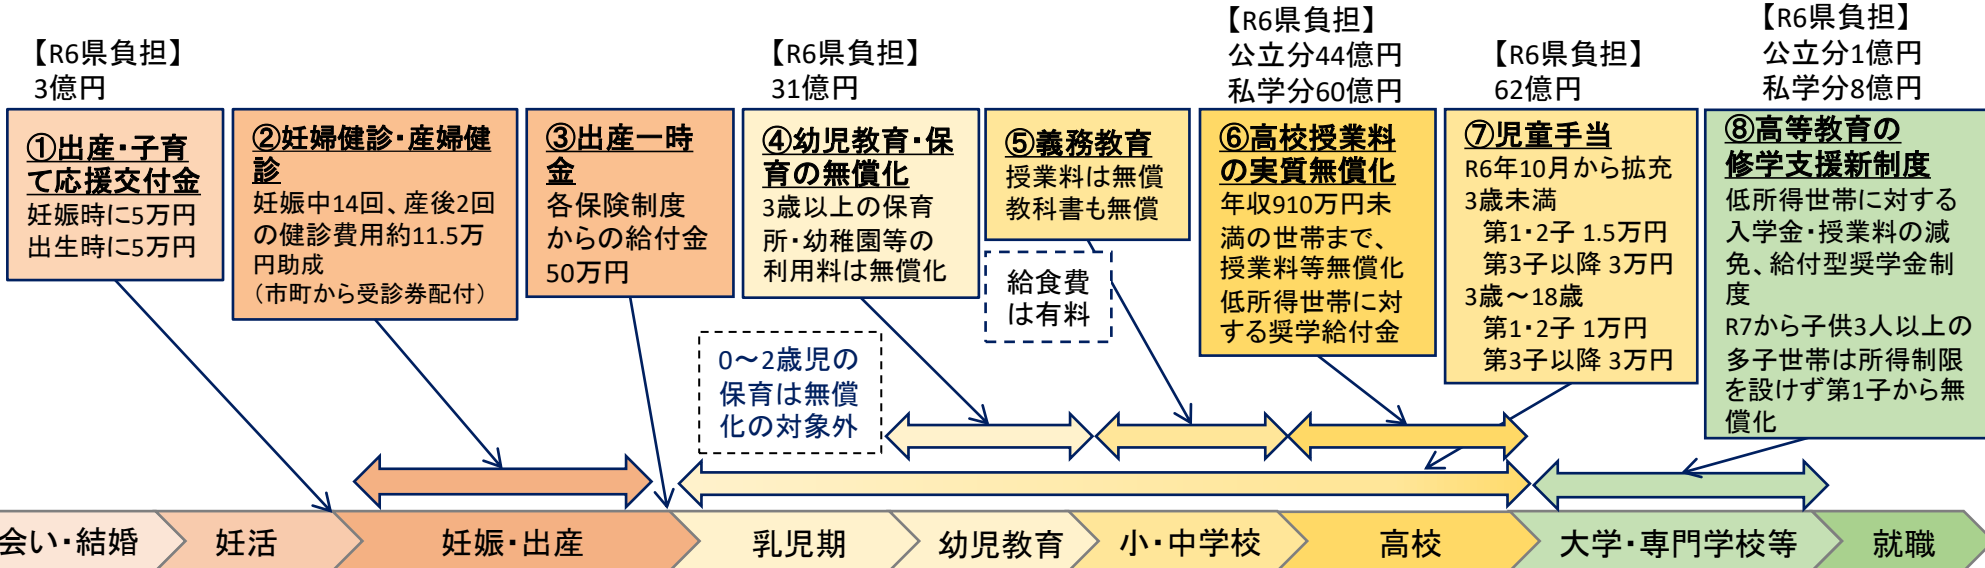 【R6県負担】
3億円
①出産・子育
て応援交付金
妊娠時に5万円
出生時に5万円
②妊婦健診・産婦健
診
妊娠中14回、産後2回
の健診費用約11.5万
円助成
（市町から受診券配付）
③出産一時
金
各保険制度
からの給付金
50万円
【R6県負担】
31億円
④幼児教育・保
育の無償化
3歳以上の保育
所・幼稚園等の
利用料は無償化
0～2歳児の
保育は無償
化の対象外
⑤義務教育
授業料は無償
教科書も無償
給食費
は有料
【R6県負担】
公立分44億円
私学分60億円
⑥高校授業料
の実質無償化
年収910万円未
満の世帯まで、
授業料等無償化
低所得世帯に対
する奨学給付金
【R6県負担】
62億円
⑦児童手当
R6年10月から拡充
3歳未満
第1・2子 1.5万円
第3子以降 3万円
3歳～18歳
第1・2子 1万円
第3子以降 3万円
【R6県負担】
公立分1億円
私学分8億円
⑧高等教育の
修学支援新制度
低所得世帯に対する
入学金・授業料の減
免、給付型奨学金制
度
R7から子供3人以上の
多子世帯は所得制限
を設けず第1子から無
償化
会い・結婚
妊活
妊娠・出産
乳児期
幼児教育
小・中学校
高校
大学・専門学校等
就職